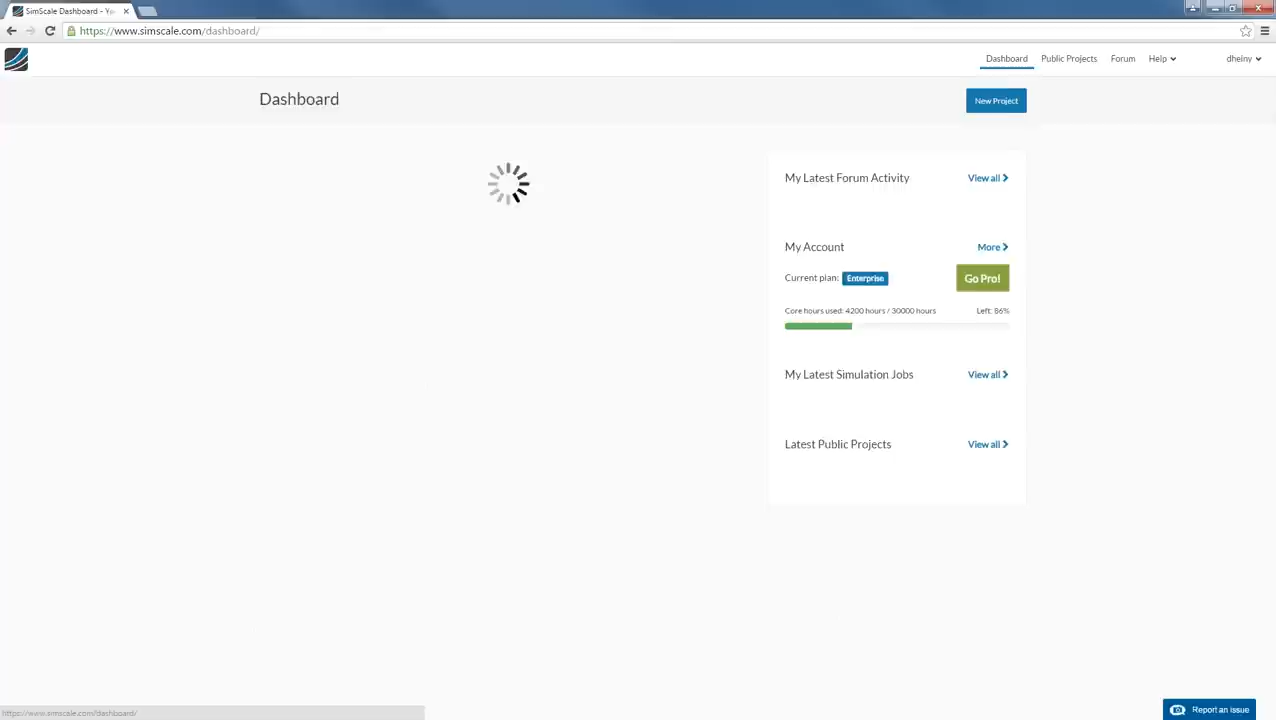 SimScale Dashboard - Y
https://www.simscale.com/dashboard/
Dashboard
Public Projects
Forum
Help
dheiny
Dashboard
New Project
My Latest Forum Activity
View all
My Account
More
Current plan: Enterprise
Go Pro!
Core hours used: 4200 hours / 30000 hours
Left: 86%
My Latest Simulation Jobs
View all
Latest Public Projects
View all
https://www.simscale.com/dashboard/
Report an issue